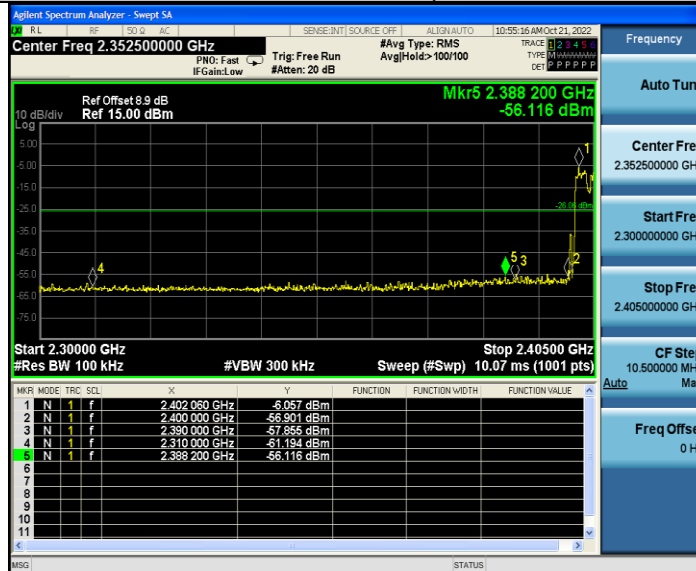 Agilent Spectrum Analyzer - Swept SA
RL RF 50 Ω AC SENSE:INT SOURCE OFF ALIGNAUTO 10:55:16 AM Oct 21, 2022
Center Freq 2.352500000 GHz
PNO: Fast
IFGain:Low
Trig: Free Run
#Atten: 20 dB
#Avg Type: RMS
Avg|Hold:>100/100
TRACE 1 2 3 4 5 6
TYPE MWWWWW
DET P P P P P P
Frequency
Mkr5 2.388 200 GHz
-56.116 dBm
Ref Offset 8.9 dB
10 dB/div Ref 15.00 dBm
Log
5.00
-5.00
-15.0
-25.0
-35.0
-45.0
-55.0
-65.0
-75.0
-26.06 dBm
1
2
5 3
4
Start 2.30000 GHz Stop 2.40500 GHz
#Res BW 100 kHz #VBW 300 kHz Sweep (#Swp) 10.07 ms (1001 pts)
MKR MODE TRC SCL X Y FUNCTION FUNCTION WIDTH FUNCTION VALUE
1 N 1 f 2.402 060 GHz -6.057 dBm
2 N 1 f 2.400 000 GHz -56.901 dBm
3 N 1 f 2.390 000 GHz -57.855 dBm
4 N 1 f 2.310 000 GHz -61.194 dBm
5 N 1 f 2.388 200 GHz -56.116 dBm
6
7
8
9
10
11
MSG STATUS
Auto Tun
Center Fre
2.352500000 GH
Start Fre
2.300000000 GH
Stop Fre
2.405000000 GH
CF Ste
10.500000 MH
Auto Ma
Freq Offse
0 H